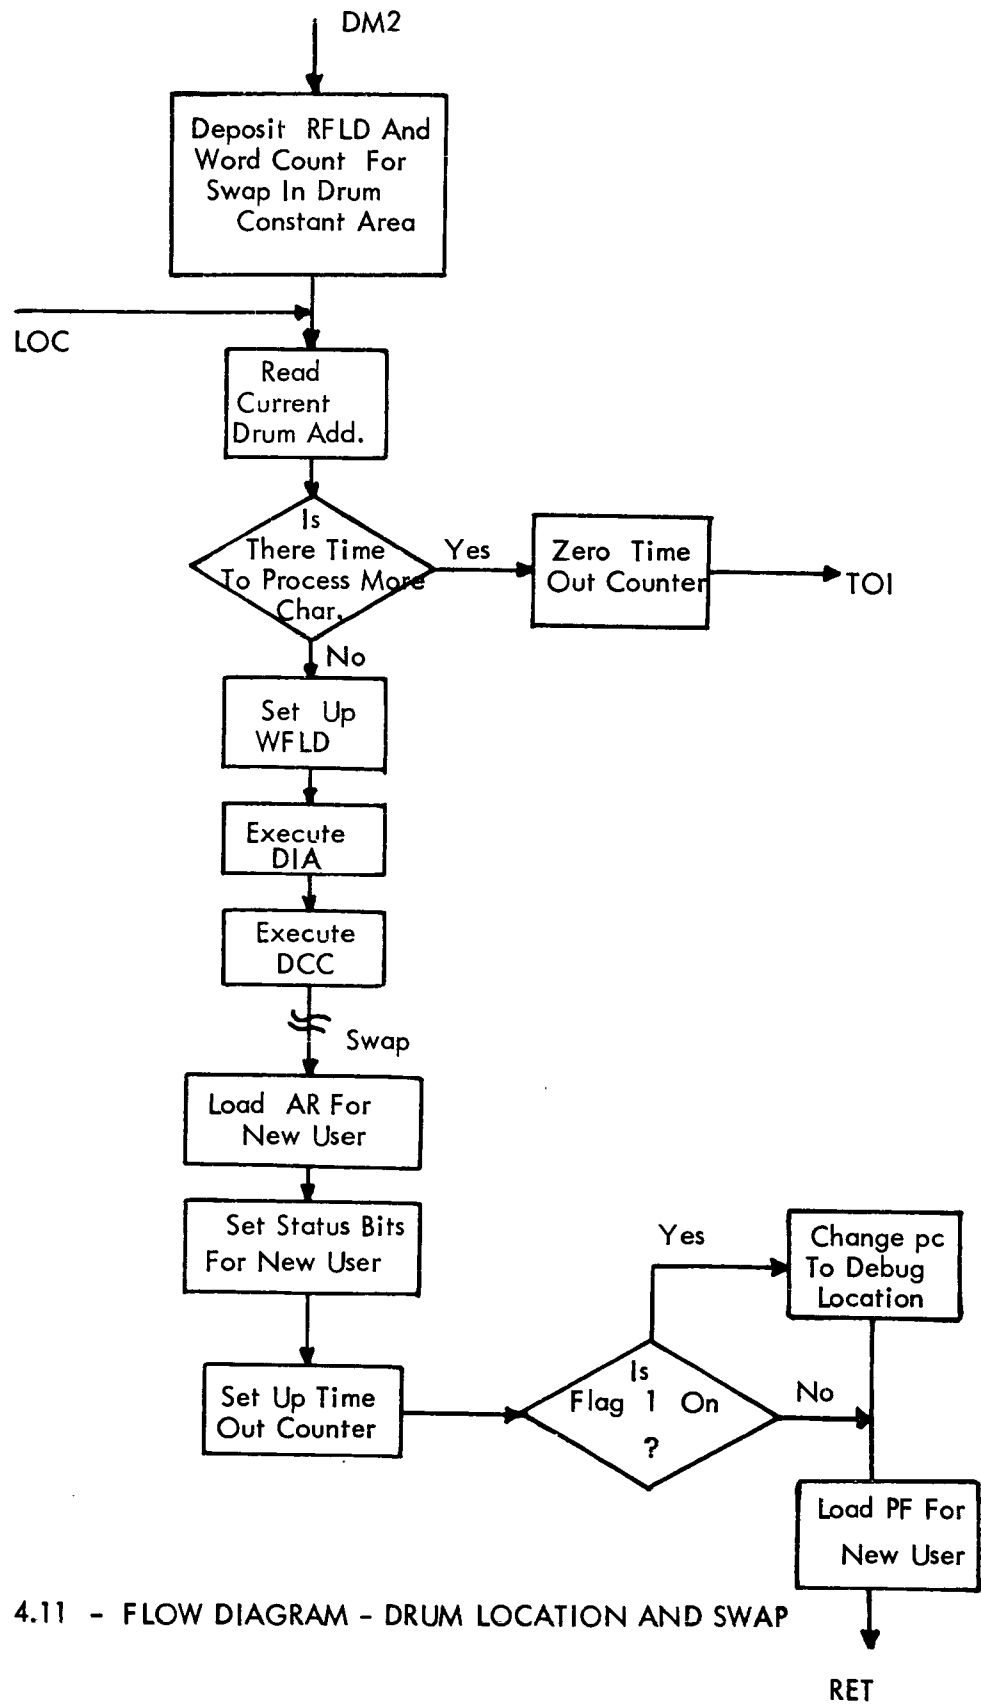 DM2
Deposit RFLD And
Word Count For
Swap In Drum
Constant Area
LOC
Read
Current
Drum Add.
Is
There Time
To Process More
Char.
Yes
Zero Time
Out Counter
TOI
No
Set Up
WFLD
Execute
DIA
Execute
DCC
Swap
Load AR For
New User
Set Status Bits
For New User
Set Up Time
Out Counter
Is
Flag 1 On
?
Yes
Change pc
To Debug
Location
No
Load PF For
New User
4.11 - FLOW DIAGRAM - DRUM LOCATION AND SWAP
RET